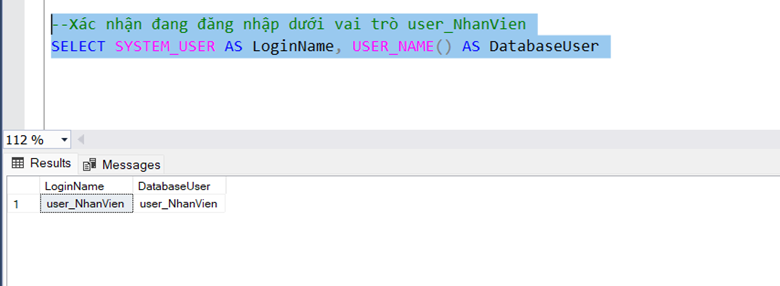 --Xác nhận đang đăng nhập dưới vai trò user_NhanVien
SELECT SYSTEM_USER AS LoginName, USER_NAME() AS DatabaseUser
112 %
Results Messages
LoginName DatabaseUser
1 user_NhanVien user_NhanVien